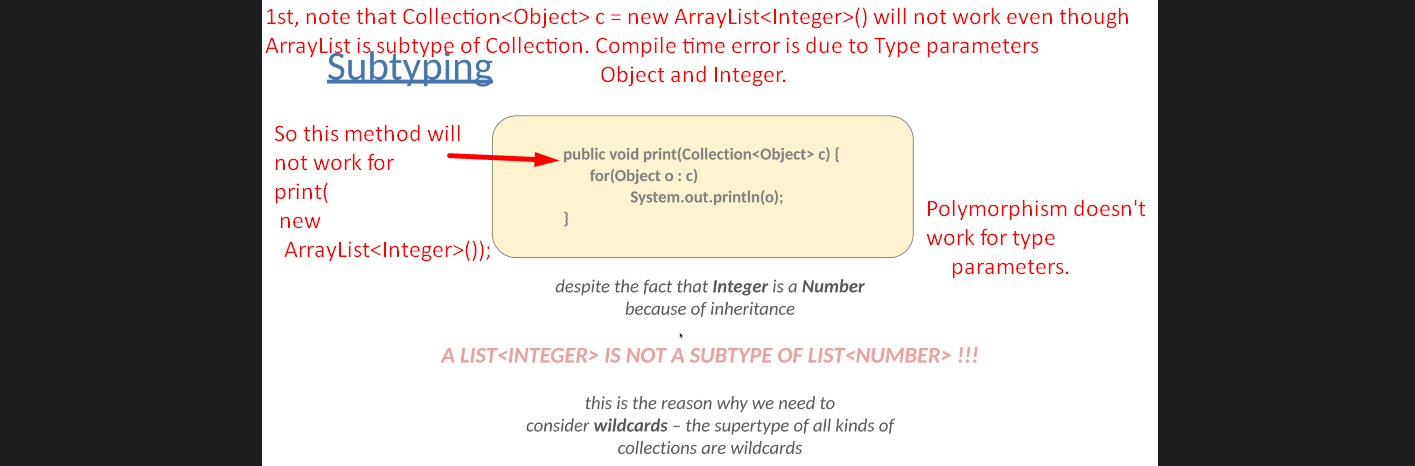 1st, note that Collection<Object> c = new ArrayList<Integer>() will not work even though
ArrayList is subtype of Collection. Compile time error is due to Type parameters
Object and Integer.
Subtyping
So this method will
not work for
print(
new
ArrayList<Integer>());
public void print(Collection<Object> c) {
for(Object o : c)
System.out.println(o);
}
Polymorphism doesn't
work for type
parameters.
despite the fact that Integer is a Number
because of inheritance
A LIST<INTEGER> IS NOT A SUBTYPE OF LIST<NUMBER> !!!
this is the reason why we need to
consider wildcards – the supertype of all kinds of
collections are wildcards